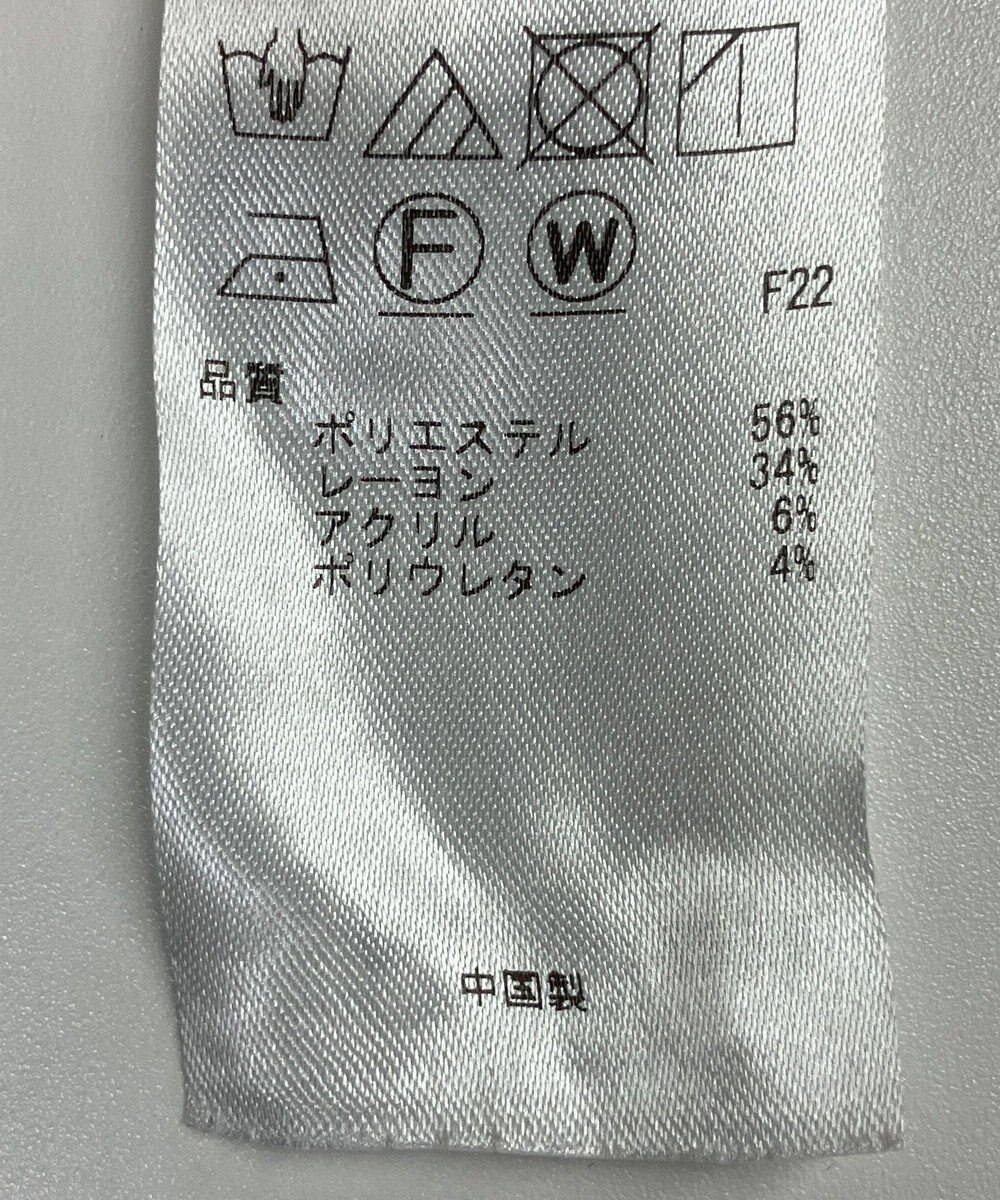 F W
F22
品質
ポリエステル 56%
レーヨン 34%
アクリル 6%
ポリウレタン 4%
中国製